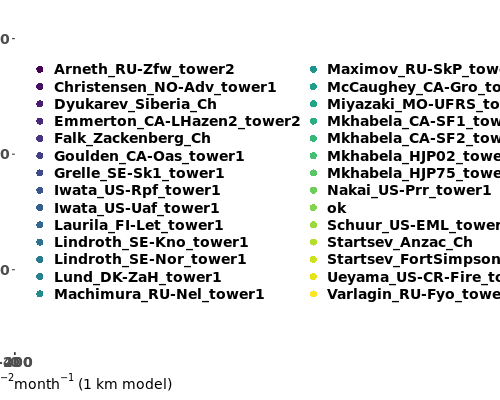 0
Arneth_RU-Zfw_tower2
Christensen_NO-Adv_tower1
Dyukarev_Siberia_Ch
Emmerton_CA-LHazen2_tower2
Falk_Zackenberg_Ch
Goulden_CA-Oas_tower1
Grelle_SE-Sk1_tower1
Iwata_US-Rpf_tower1
Iwata_US-Uaf_tower1
Laurila_FI-Let_tower1
Lindroth_SE-Kno_tower1
Lindroth_SE-Nor_tower1
Lund_DK-ZaH_tower1
Machimura_RU-Nel_tower1
Maximov_RU-SkP_tow
McCaughey_CA-Gro_to
Miyazaki_MO-UFRS_to
Mkhabela_CA-SF1_tow
Mkhabela_CA-SF2_tow
Mkhabela_HJP02_towe
Mkhabela_HJP75_towe
Nakai_US-Prr_tower1
ok
Schuur_US-EML_tower
Startsev_Anzac_Ch
Startsev_FortSimpson
Ueyama_US-CR-Fire_to
Varlagin_RU-Fyo_towe
0
0
⁻²month⁻¹ (1 km model)